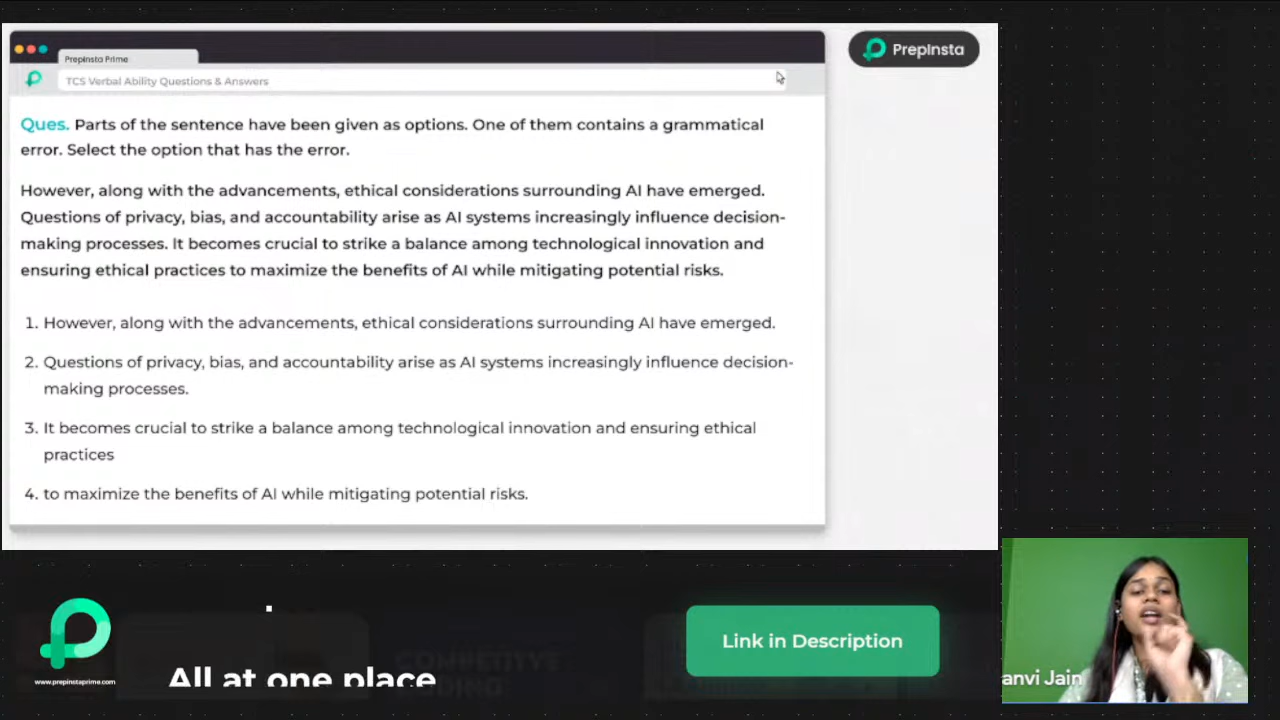 PrepInsta Prime
TCS Verbal Ability Questions & Answers
PrepInsta
Ques. Parts of the sentence have been given as options. One of them contains a grammatical
error. Select the option that has the error.
However, along with the advancements, ethical considerations surrounding AI have emerged.
Questions of privacy, bias, and accountability arise as AI systems increasingly influence decision-
making processes. It becomes crucial to strike a balance among technological innovation and
ensuring ethical practices to maximize the benefits of AI while mitigating potential risks.
1. However, along with the advancements, ethical considerations surrounding AI have emerged.
2. Questions of privacy, bias, and accountability arise as AI systems increasingly influence decision-
making processes.
3. It becomes crucial to strike a balance among technological innovation and ensuring ethical
practices
4. to maximize the benefits of AI while mitigating potential risks.
www.prepinstaprime.com
All at one place
COMPETITIVE
CODING
Link in Description
anvi Jain